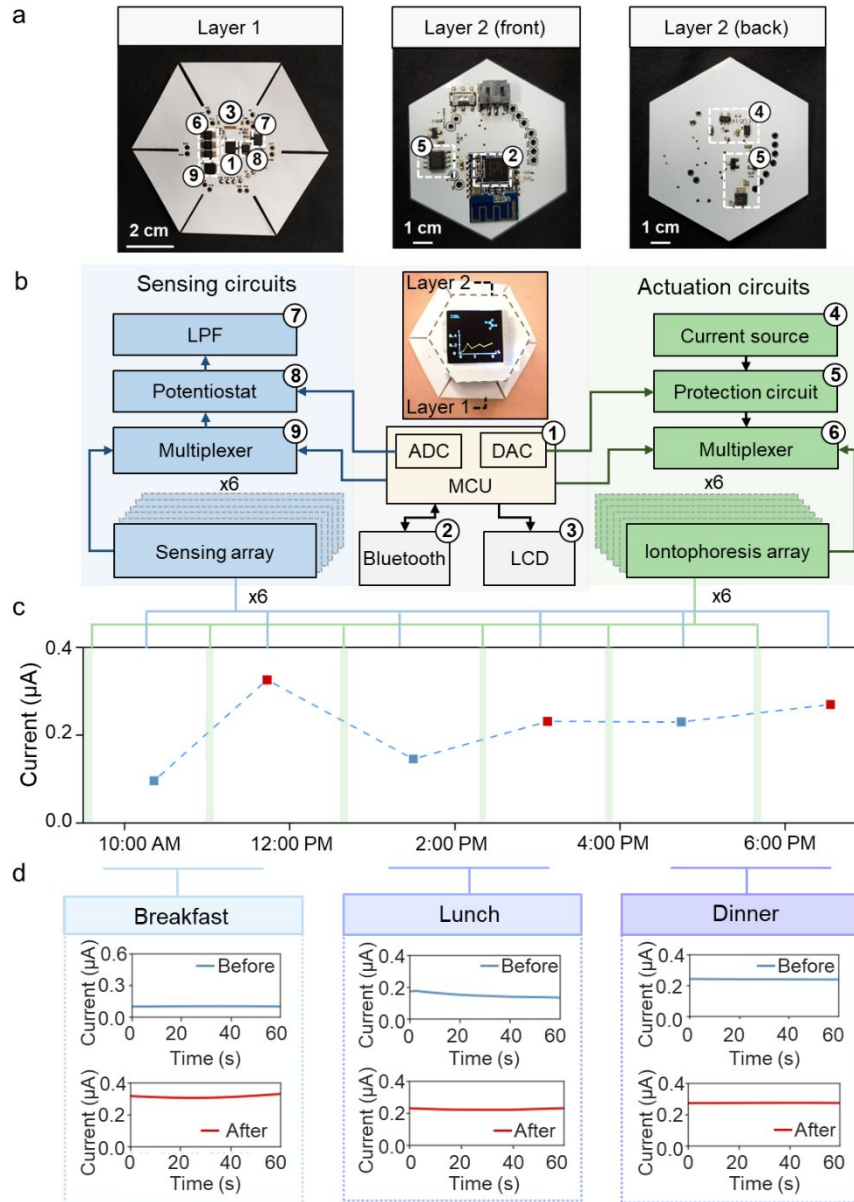 a
Layer 1
Layer 2 (front)
Layer 2 (back)
6
3
7
1
8
9
2 cm
5
2
1 cm
4
5
1 cm
b
Sensing circuits
Actuation circuits
Layer 2
Layer 1
7
LPF
8
Potentiostat
9
Multiplexer
x6
Sensing array
x6
ADC
DAC
1
MCU
2
Bluetooth
3
LCD
4
Current source
5
Protection circuit
6
Multiplexer
x6
Iontophoresis array
x6
c
Current (µA)
0.4
0.2
0.0
10:00 AM
12:00 PM
2:00 PM
4:00 PM
6:00 PM
d
Breakfast
Lunch
Dinner
Current (µA)
0.6
0.3
0.0
Before
0
20
40
60
Time (s)
Current (µA)
0.4
0.2
0.0
Before
0
20
40
60
Time (s)
Current (µA)
0.4
0.2
0.0
Before
0
20
40
60
Time (s)
Current (µA)
0.4
0.2
0.0
After
0
20
40
60
Time (s)
Current (µA)
0.4
0.2
0.0
After
0
20
40
60
Time (s)
Current (µA)
0.4
0.2
0.0
After
0
20
40
60
Time (s)